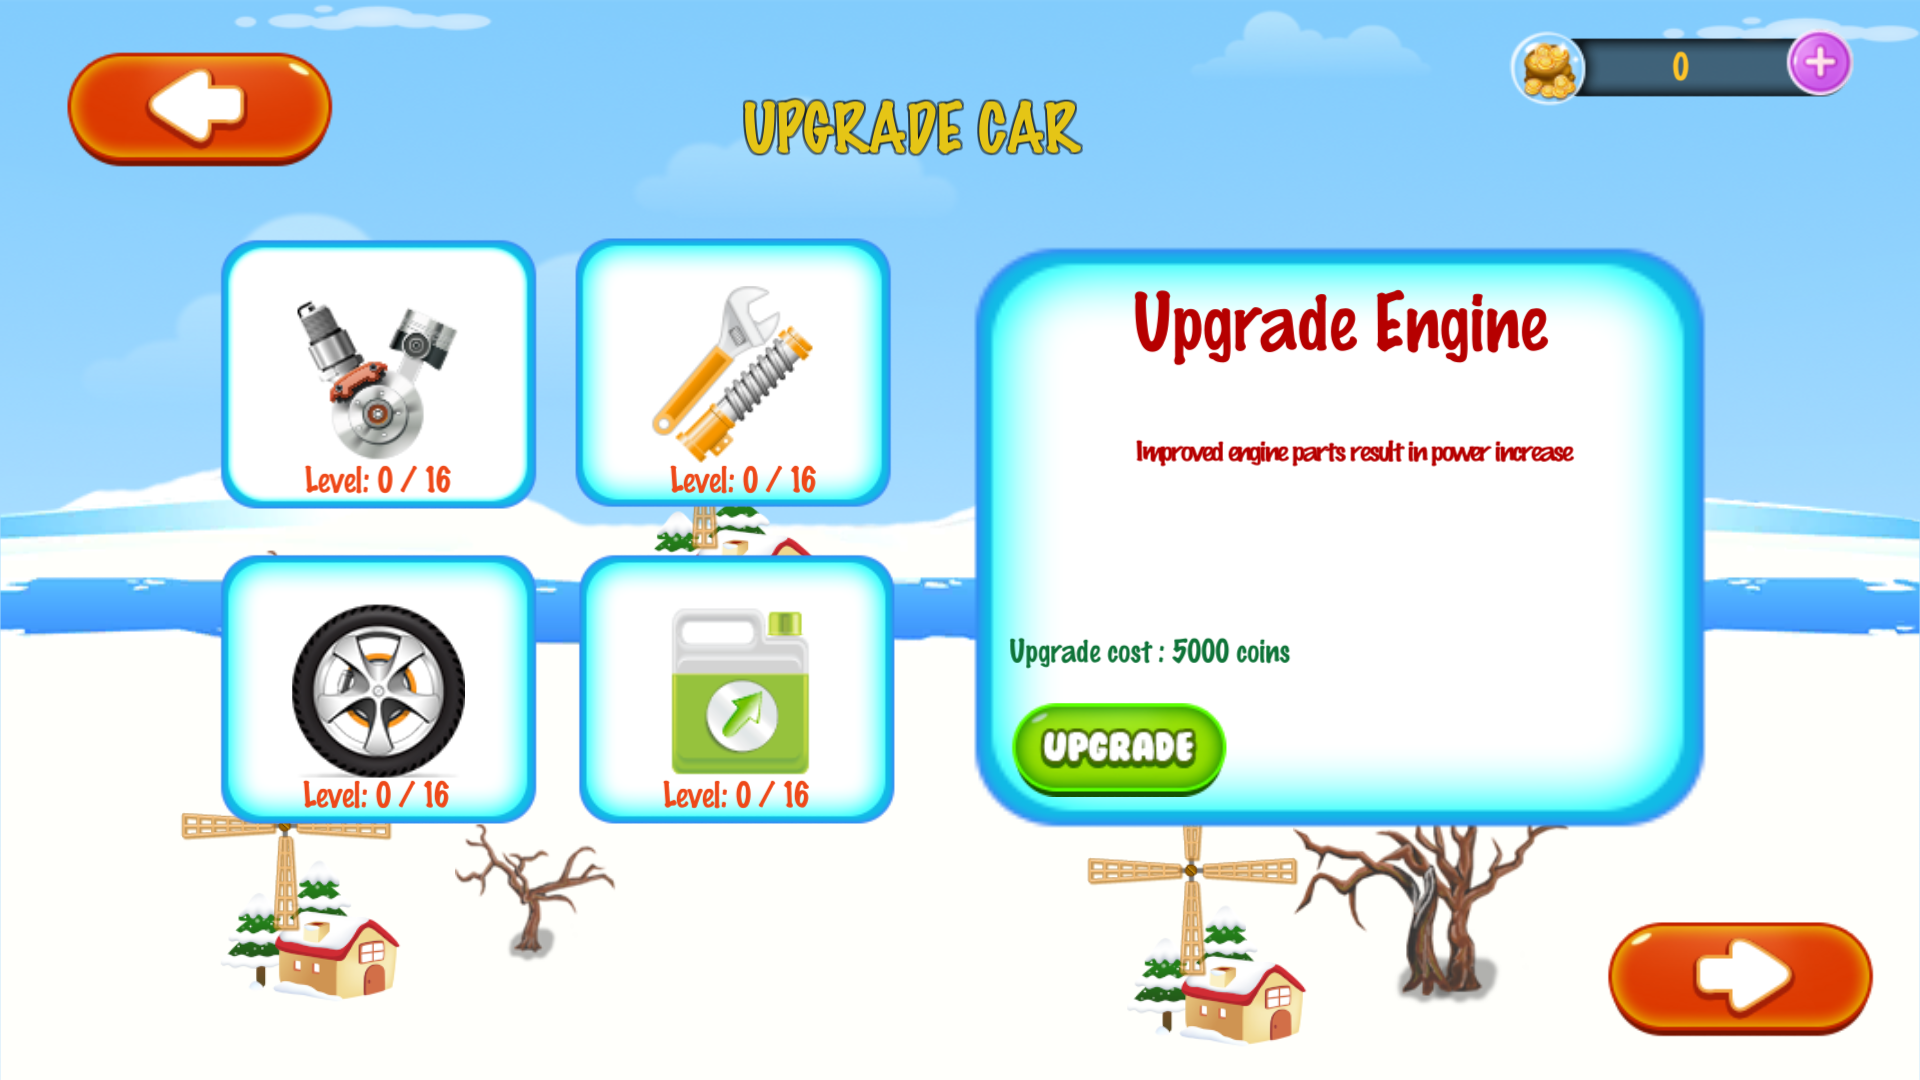 0
UPGRADE CAR
Upgrade Engine
Improved engine parts result in power increase
Level: 0 / 16
Level: 0 / 16
Upgrade cost : 5000 coins
UPGRADE
Level: 0 / 16
Level: 0 / 16